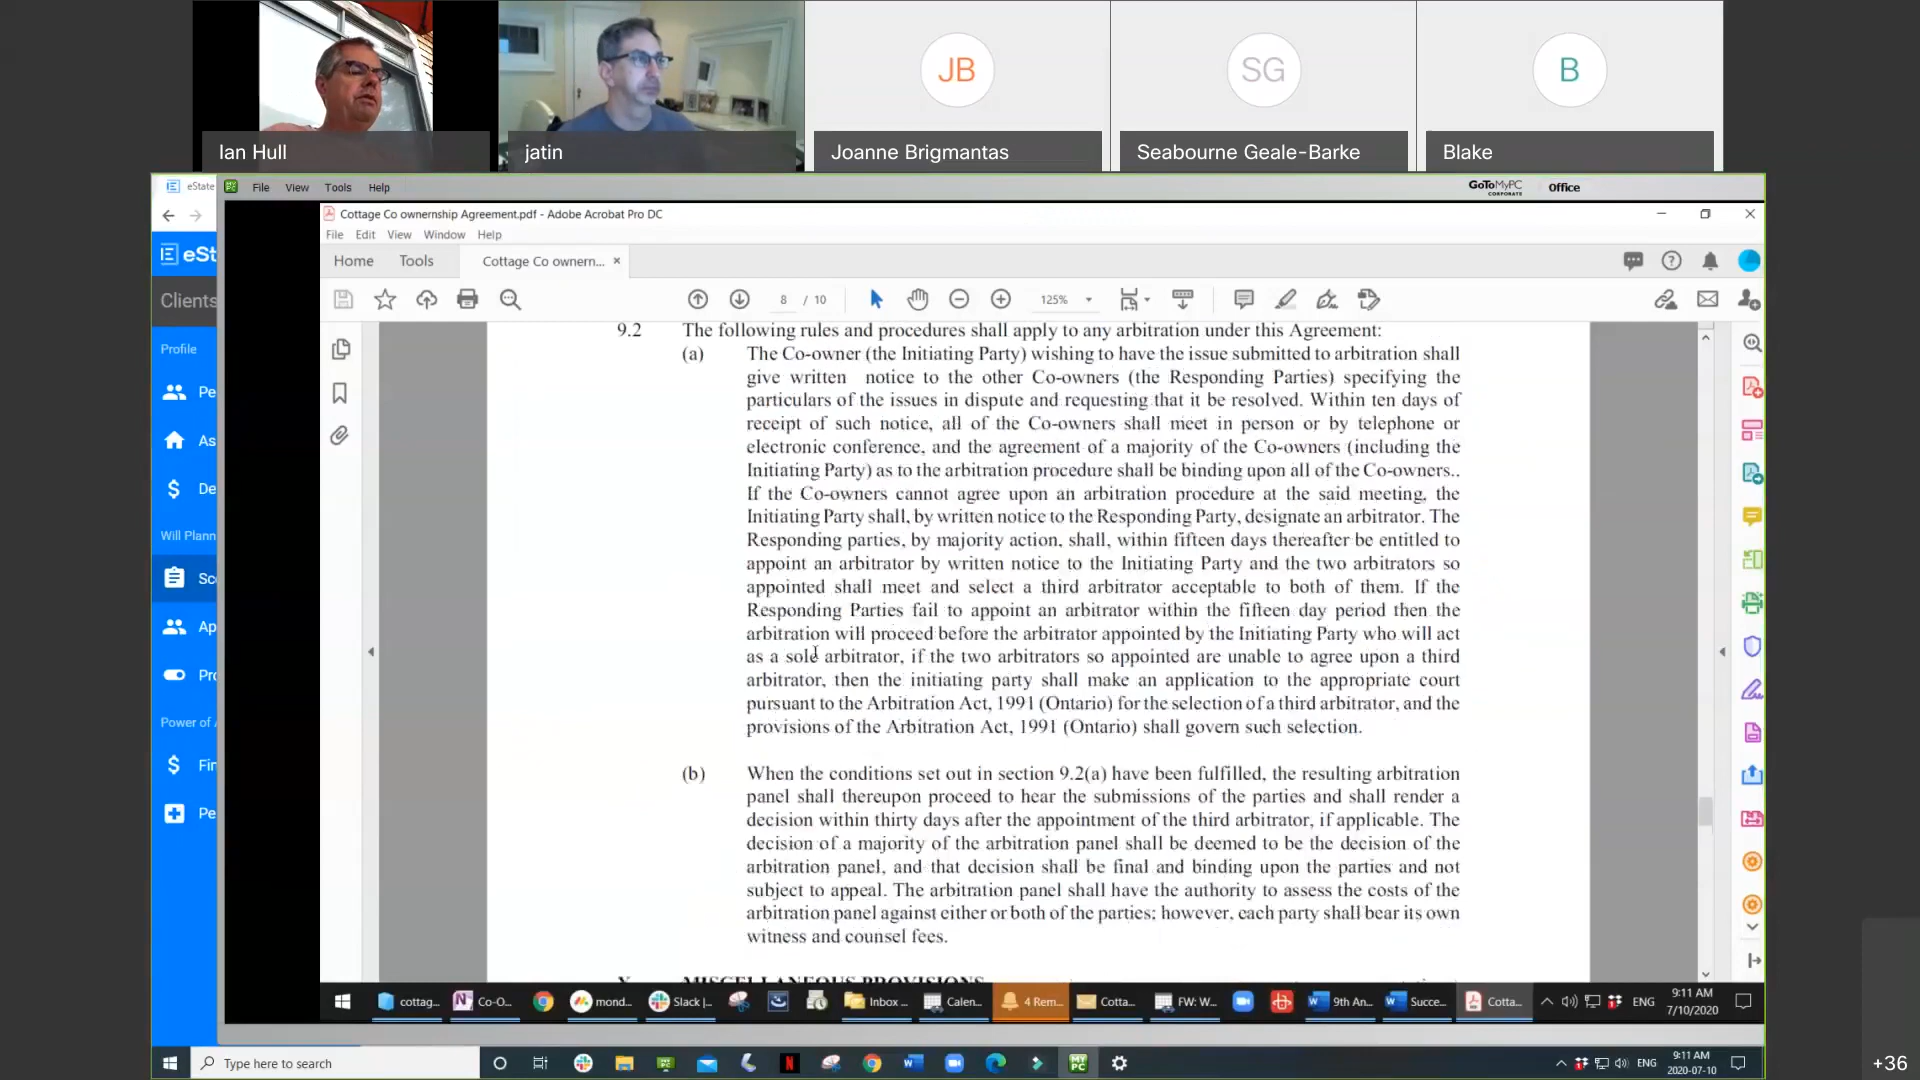 JB
SG
B
Ian Hull
jatin
Joanne Brigmantas
Seabourne Geale-Barke
Blake
eState
File View Tools Help
GoToMyPC
CORPORATE
Office
Cottage Co ownership Agreement.pdf - Adobe Acrobat Pro DC
File Edit View Window Help
eSt
Home Tools Cottage Co ownern... ×
Clients
8 / 10
125%
Profile
Pe
As
De
Will Plann
Sc
Ap
Pro
Power of A
Fin
Pe
9.2 The following rules and procedures shall apply to any arbitration under this Agreement:
(a) The Co-owner (the Initiating Party) wishing to have the issue submitted to arbitration shall
give written notice to the other Co-owners (the Responding Parties) specifying the
particulars of the issues in dispute and requesting that it be resolved. Within ten days of
receipt of such notice, all of the Co-owners shall meet in person or by telephone or
electronic conference, and the agreement of a majority of the Co-owners (including the
Initiating Party) as to the arbitration procedure shall be binding upon all of the Co-owners..
If the Co-owners cannot agree upon an arbitration procedure at the said meeting, the
Initiating Party shall, by written notice to the Responding Party, designate an arbitrator. The
Responding parties, by majority action, shall, within fifteen days thereafter be entitled to
appoint an arbitrator by written notice to the Initiating Party and the two arbitrators so
appointed shall meet and select a third arbitrator acceptable to both of them. If the
Responding Parties fail to appoint an arbitrator within the fifteen day period then the
arbitration will proceed before the arbitrator appointed by the Initiating Party who will act
as a sole arbitrator, if the two arbitrators so appointed are unable to agree upon a third
arbitrator, then the initiating party shall make an application to the appropriate court
pursuant to the Arbitration Act, 1991 (Ontario) for the selection of a third arbitrator, and the
provisions of the Arbitration Act, 1991 (Ontario) shall govern such selection.
(b) When the conditions set out in section 9.2(a) have been fulfilled, the resulting arbitration
panel shall thereupon proceed to hear the submissions of the parties and shall render a
decision within thirty days after the appointment of the third arbitrator, if applicable. The
decision of a majority of the arbitration panel shall be deemed to be the decision of the
arbitration panel, and that decision shall be final and binding upon the parties and not
subject to appeal. The arbitration panel shall have the authority to assess the costs of the
arbitration panel against either or both of the parties; however, each party shall bear its own
witness and counsel fees.
X MISCELLANEOUS PROVISIONS
cottag... Co-O... mond... Slack |... Inbox ... Calen... 4 Rem... Cotta... FW: W... 9th An... Succe... Cotta... ENG 9:11 AM
7/10/2020
Type here to search
ENG 9:11 AM
2020-07-10
+36